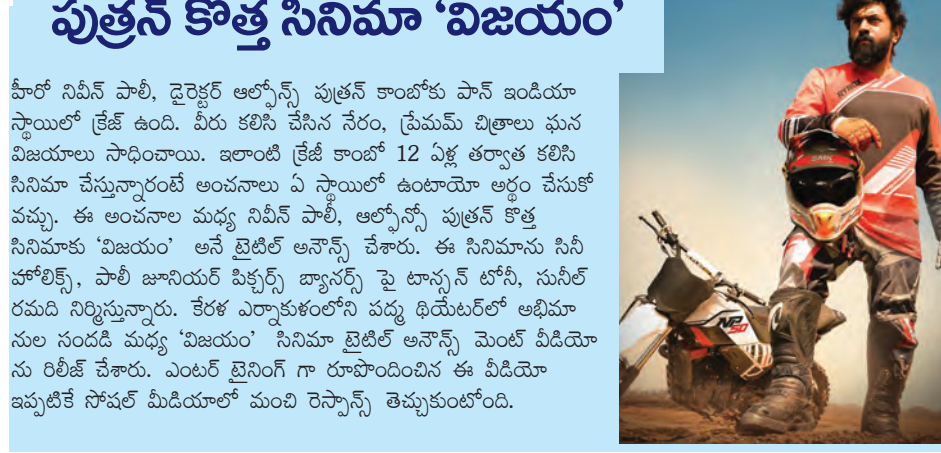 పుత్రన్ కొత్త సినిమా ‘విజయం’
హీరో నివీన్ పాలీ, డైరెక్టర్ ఆల్ఫోన్స్ పుత్రన్ కాంబోకు పాన్ ఇండియా
స్థాయిలో క్రేజ్ ఉంది. వీరు కలిసి చేసిన నేరం, ప్రేమమ్ చిత్రాలు ఘన
విజయాలు సాధించాయి. ఇలాంటి క్రేజీ కాంబో 12 ఏళ్ల తర్వాత కలిసి
సినిమా చేస్తున్నారంటే అంచనాలు ఏ స్థాయిలో ఉంటాయో అర్థం చేసుకో
వచ్చు. ఈ అంచనాల మధ్య నివీన్ పాలీ, ఆల్ఫోన్సో పుత్రన్ కొత్త
సినిమాకు ‘విజయం’ అనే టైటిల్ అనౌన్స్ చేశారు. ఈ సినిమాను సినీ
హోలిక్స్, పాలీ జూనియర్ పిక్చర్స్ బ్యానర్స్ పై టాన్సన్ టోనీ, సునీల్
రమది నిర్మిస్తున్నారు. కేరళ ఎర్నాకుళంలోని పద్మ థియేటర్‌లో అభిమా
నుల సందడి మధ్య ‘విజయం’ సినిమా టైటిల్ అనౌన్స్ మెంట్ వీడియో
ను రిలీజ్ చేశారు. ఎంటర్ టైనింగ్ గా రూపొందించిన ఈ వీడియో
ఇప్పటికే సోషల్ మీడియాలో మంచి రెస్పాన్స్ తెచ్చుకుంటోంది.
NP
50